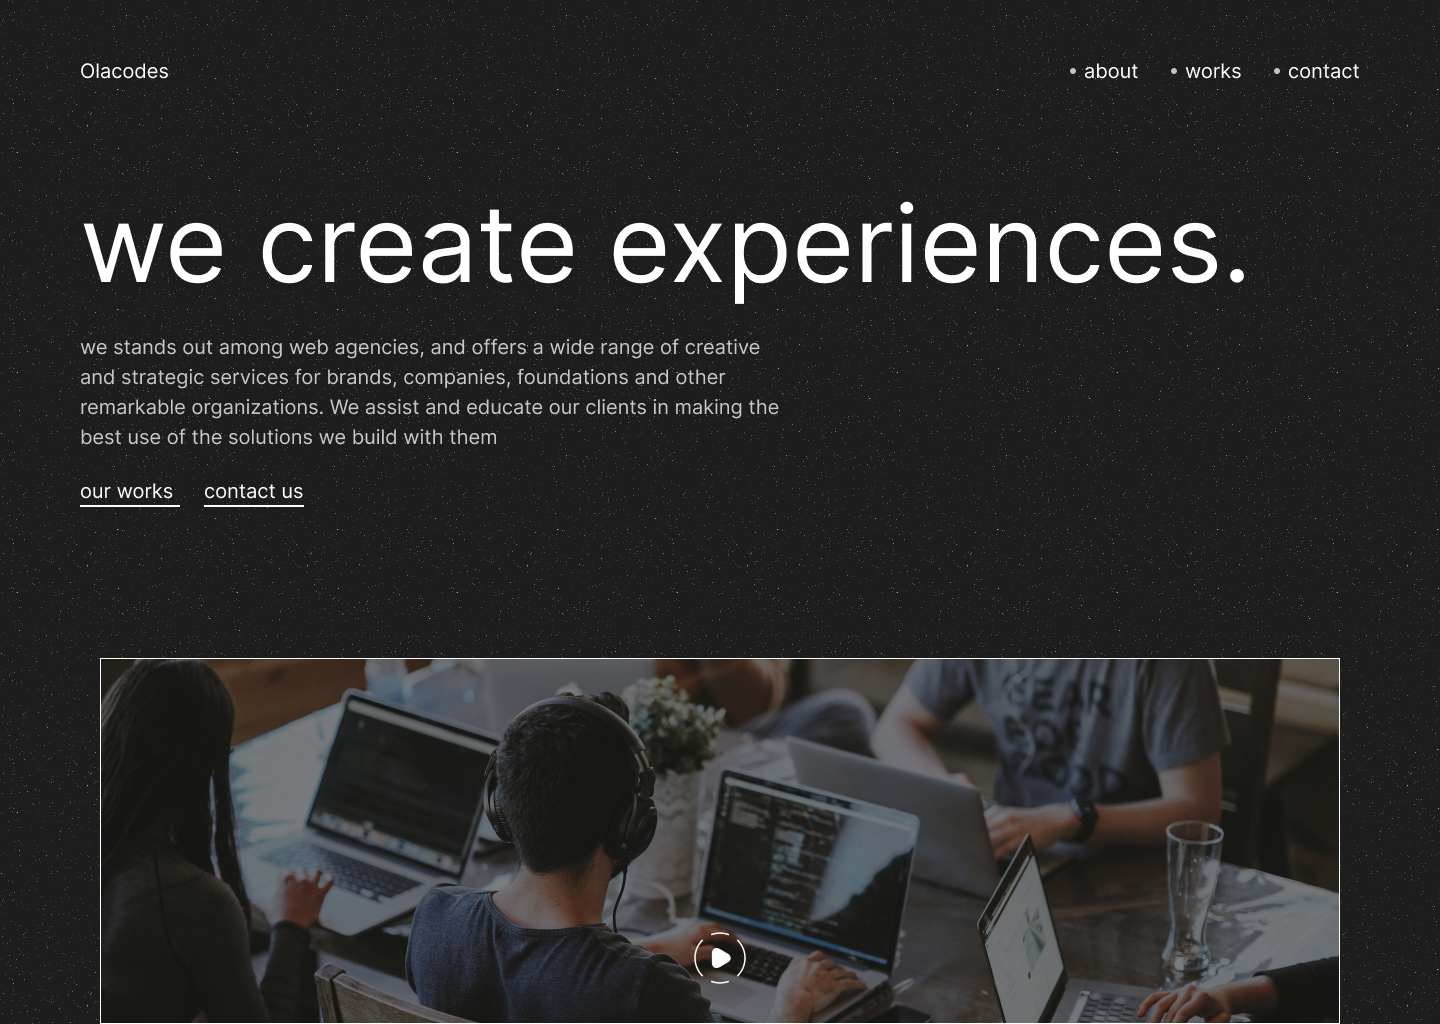 Olacodes
about
works
contact
we create experiences.
we stands out among web agencies, and offers a wide range of creative
and strategic services for brands, companies, foundations and other
remarkable organizations. We assist and educate our clients in making the
best use of the solutions we build with them
our works
contact us